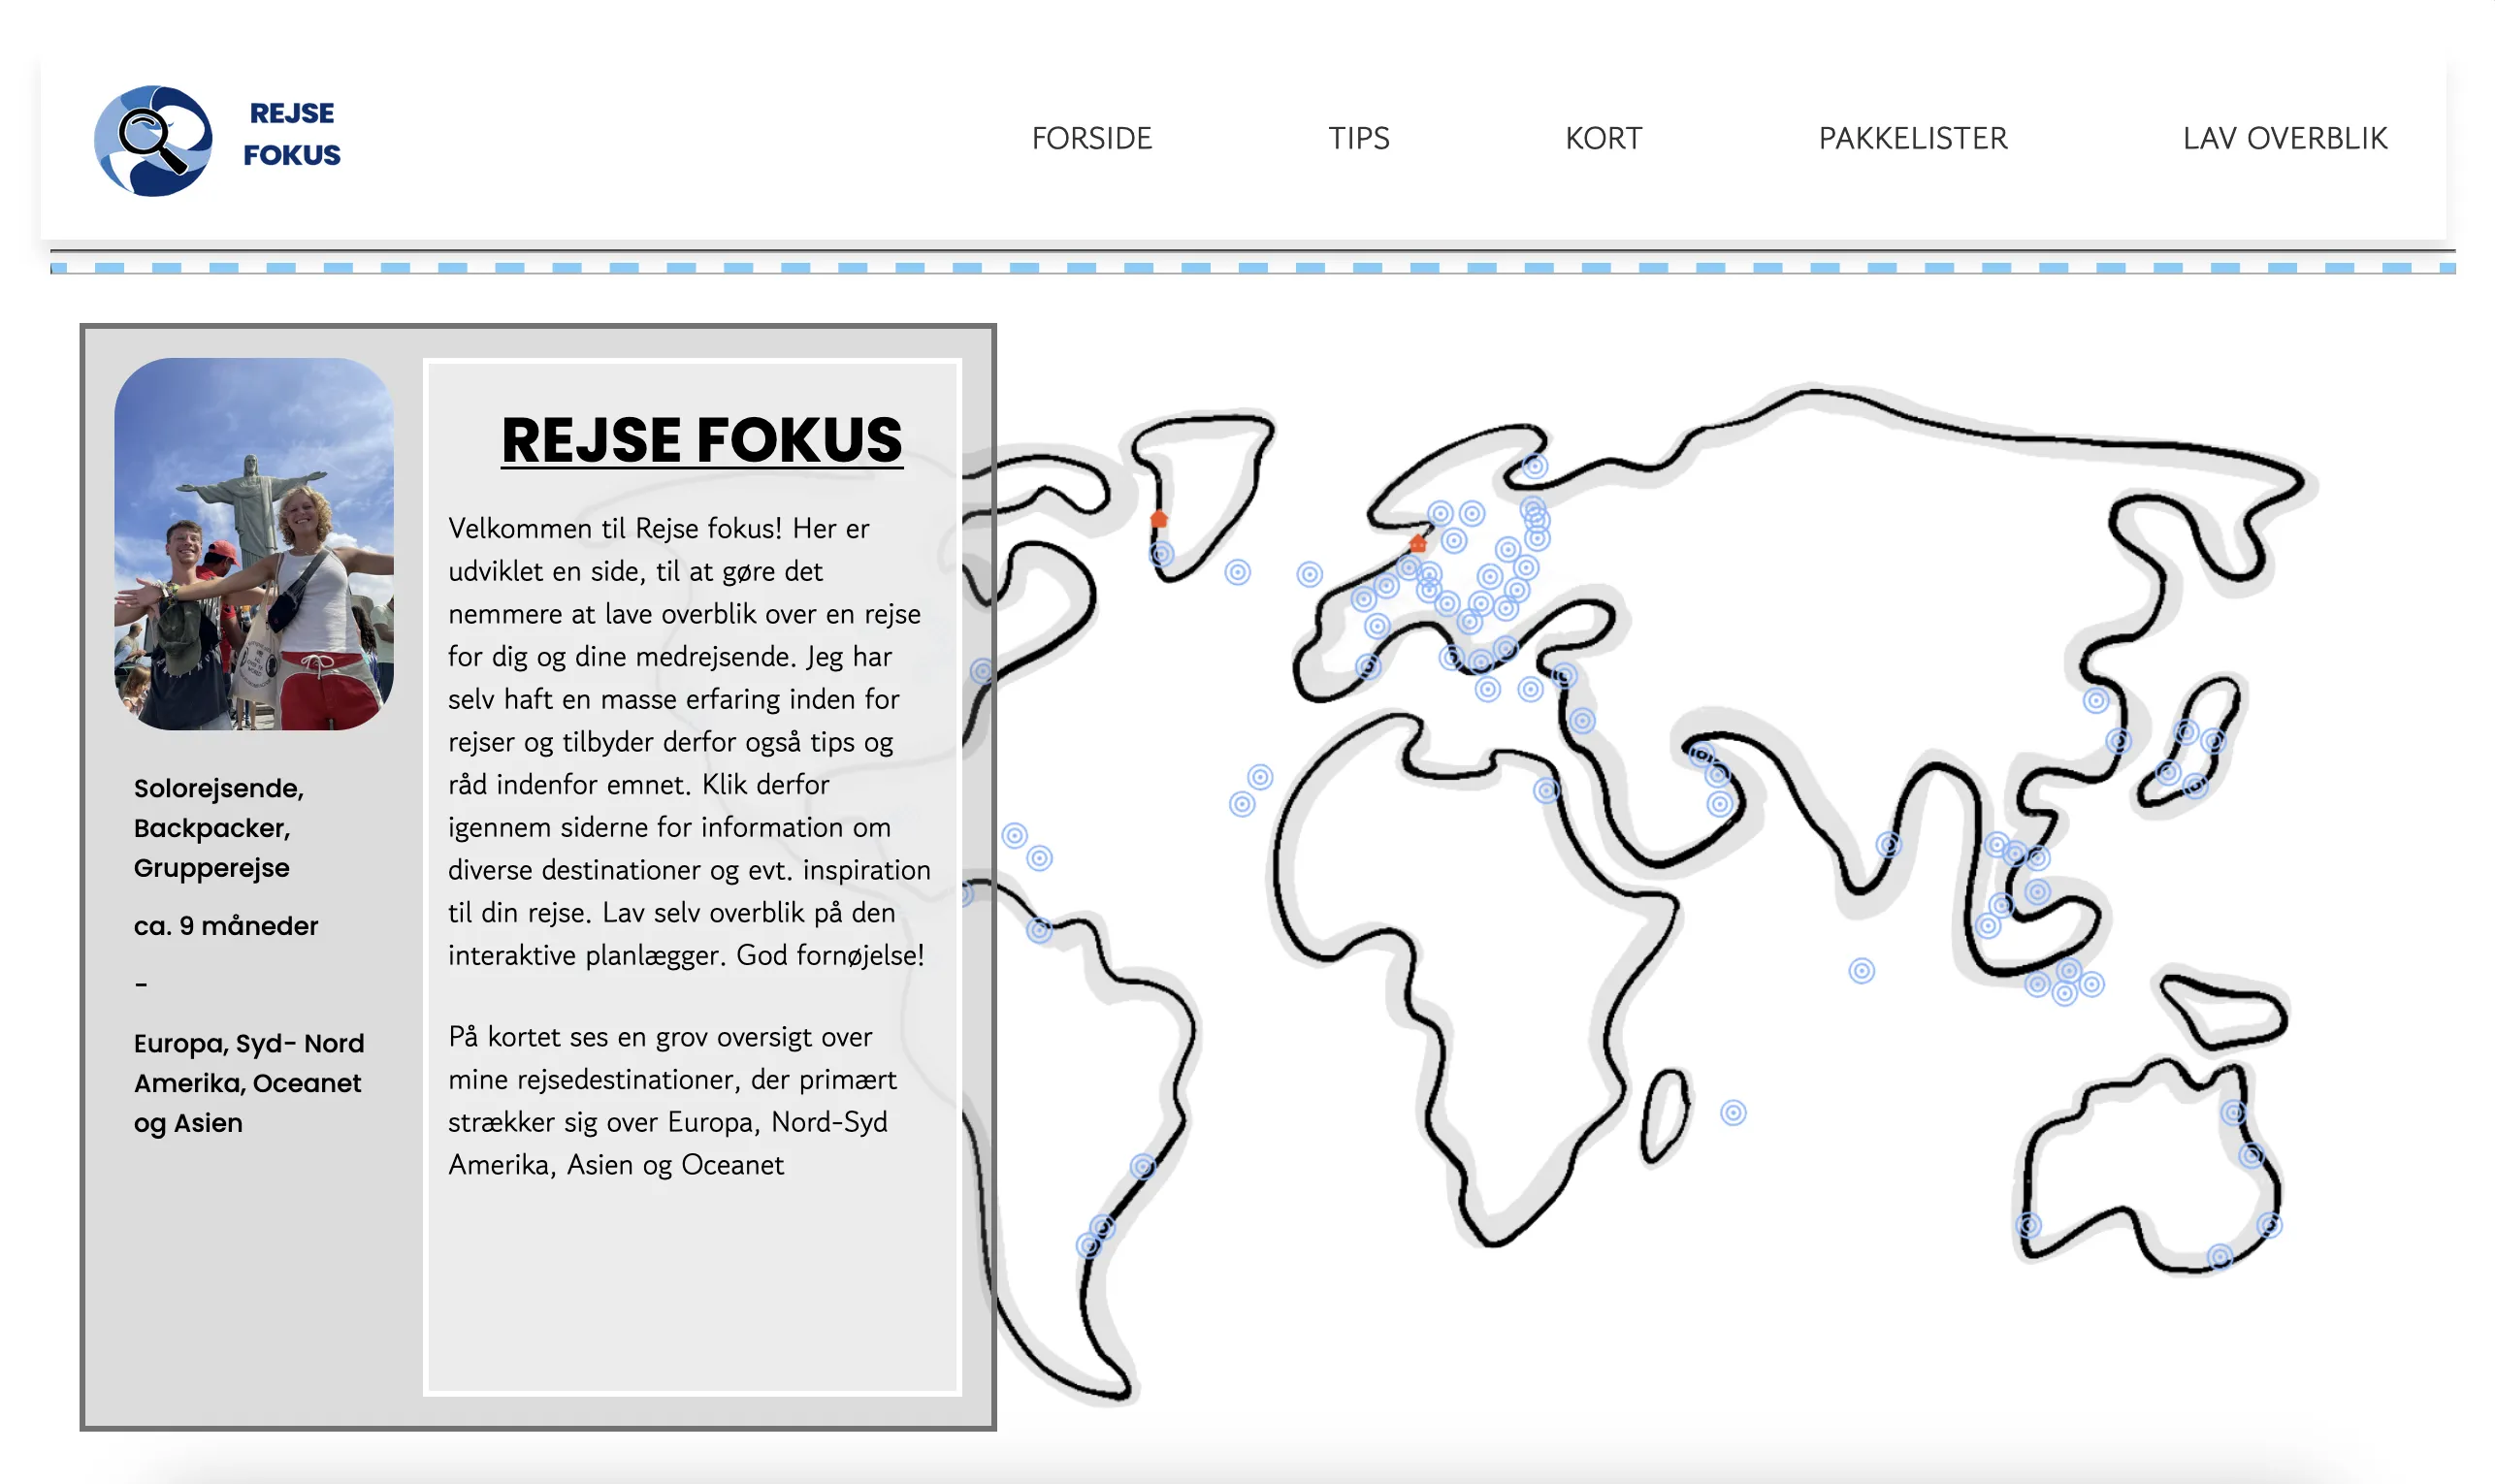 REJSE
FOKUS
FORSIDE
TIPS
KORT
PAKKELISTER
LAV OVERBLIK
Solorejsende,
Backpacker,
Grupperejse
ca. 9 måneder
-
Europa, Syd- Nord
Amerika, Oceanet
og Asien
REJSE FOKUS
Velkommen til Rejse fokus! Her er
udviklet en side, til at gøre det
nemmere at lave overblik over en rejse
for dig og dine medrejsende. Jeg har
selv haft en masse erfaring inden for
rejser og tilbyder derfor også tips og
råd indenfor emnet. Klik derfor
igennem siderne for information om
diverse destinationer og evt. inspiration
til din rejse. Lav selv overblik på den
interaktive planlægger. God fornøjelse!
På kortet ses en grov oversigt over
mine rejsedestinationer, der primært
strækker sig over Europa, Nord-Syd
Amerika, Asien og Oceanet